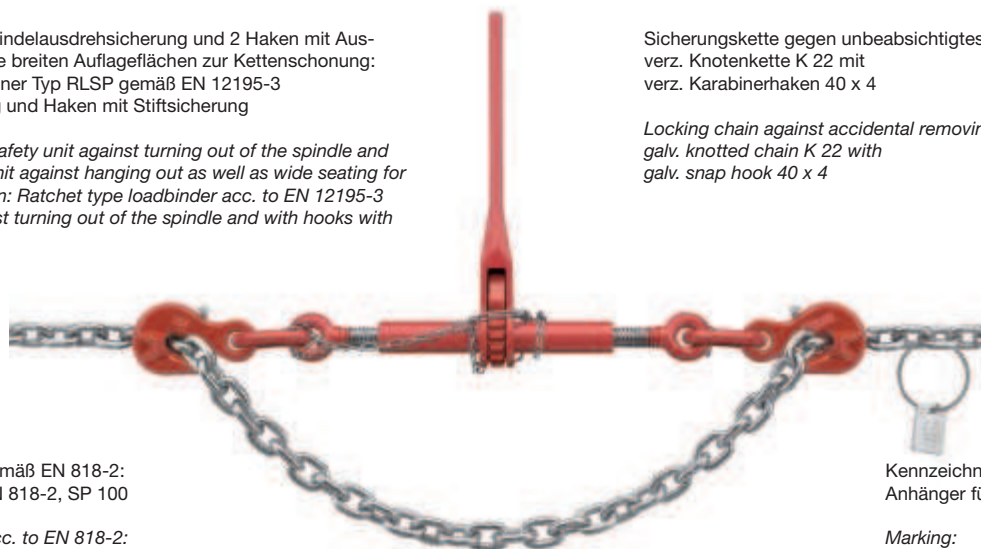 indelausdrehsicherung und 2 Haken mit Aus-
e breiten Auflageflächen zur Kettenschonung:
ner Typ RLSP gemäß EN 12195-3
g und Haken mit Stiftsicherung
afety unit against turning out of the spindle and
nit against hanging out as well as wide seating for
n: Ratchet type loadbinder acc. to EN 12195-3
st turning out of the spindle and with hooks with
Sicherungskette gegen unbeabsichtigtes
verz. Knotenkette K 22 mit
verz. Karabinerhaken 40 x 4
Locking chain against accidental removin
galv. knotted chain K 22 with
galv. snap hook 40 x 4
mäß EN 818-2:
N 818-2, SP 100
cc. to EN 818-2:
Kennzeichn
Anhänger fü
Marking: